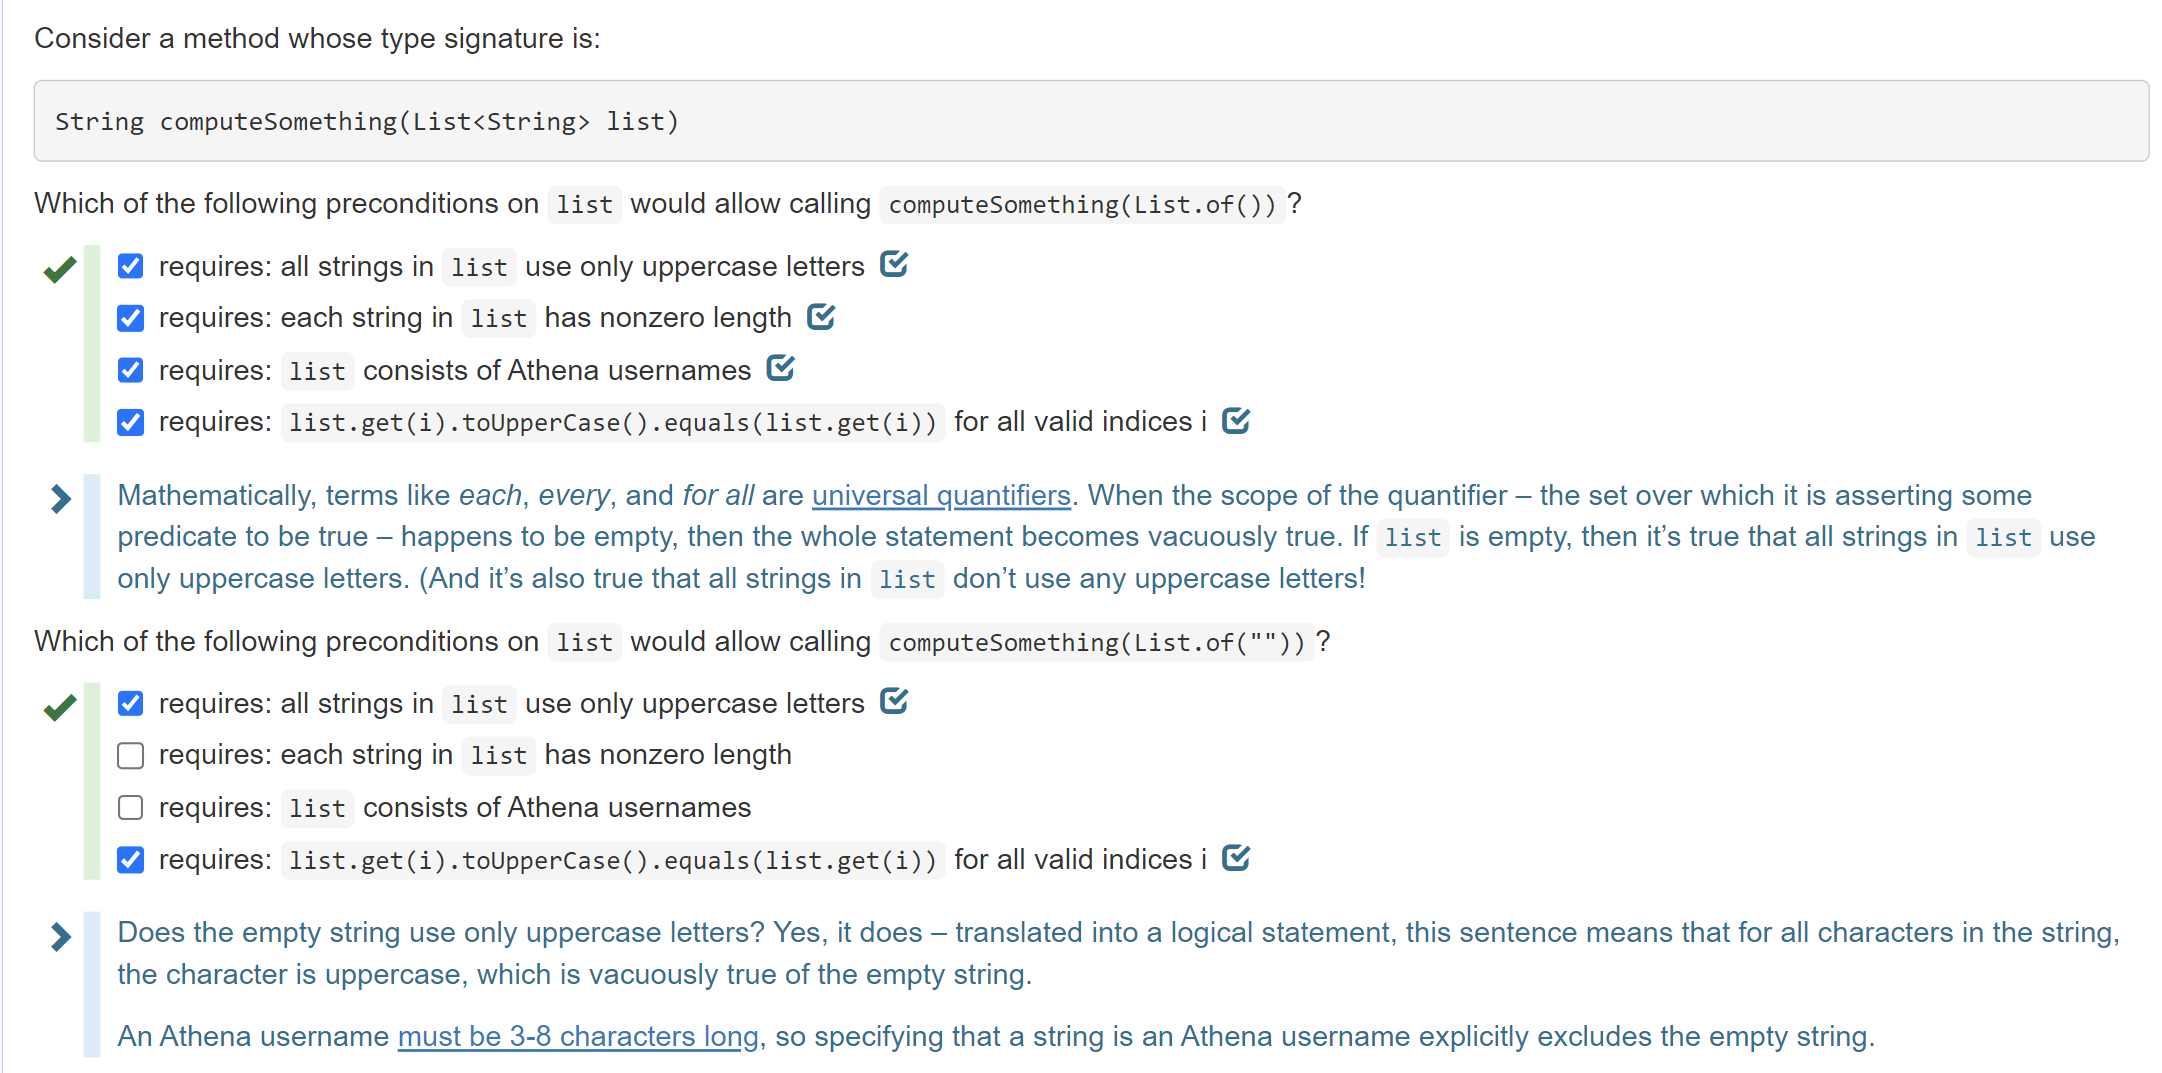 Consider a method whose type signature is:
String computeSomething(List<String> list)
Which of the following preconditions on list would allow calling computeSomething(List.of()) ?
requires: all strings in list use only uppercase letters
requires: each string in list has nonzero length
requires: list consists of Athena usernames
requires: list.get(i).toUpperCase().equals(list.get(i)) for all valid indices i
Mathematically, terms like each, every, and for all are universal quantifiers. When the scope of the quantifier – the set over which it is asserting some
predicate to be true – happens to be empty, then the whole statement becomes vacuously true. If list is empty, then it’s true that all strings in list use
only uppercase letters. (And it’s also true that all strings in list don’t use any uppercase letters!
Which of the following preconditions on list would allow calling computeSomething(List.of("")) ?
requires: all strings in list use only uppercase letters
requires: each string in list has nonzero length
requires: list consists of Athena usernames
requires: list.get(i).toUpperCase().equals(list.get(i)) for all valid indices i
Does the empty string use only uppercase letters? Yes, it does – translated into a logical statement, this sentence means that for all characters in the string,
the character is uppercase, which is vacuously true of the empty string.
An Athena username must be 3-8 characters long, so specifying that a string is an Athena username explicitly excludes the empty string.